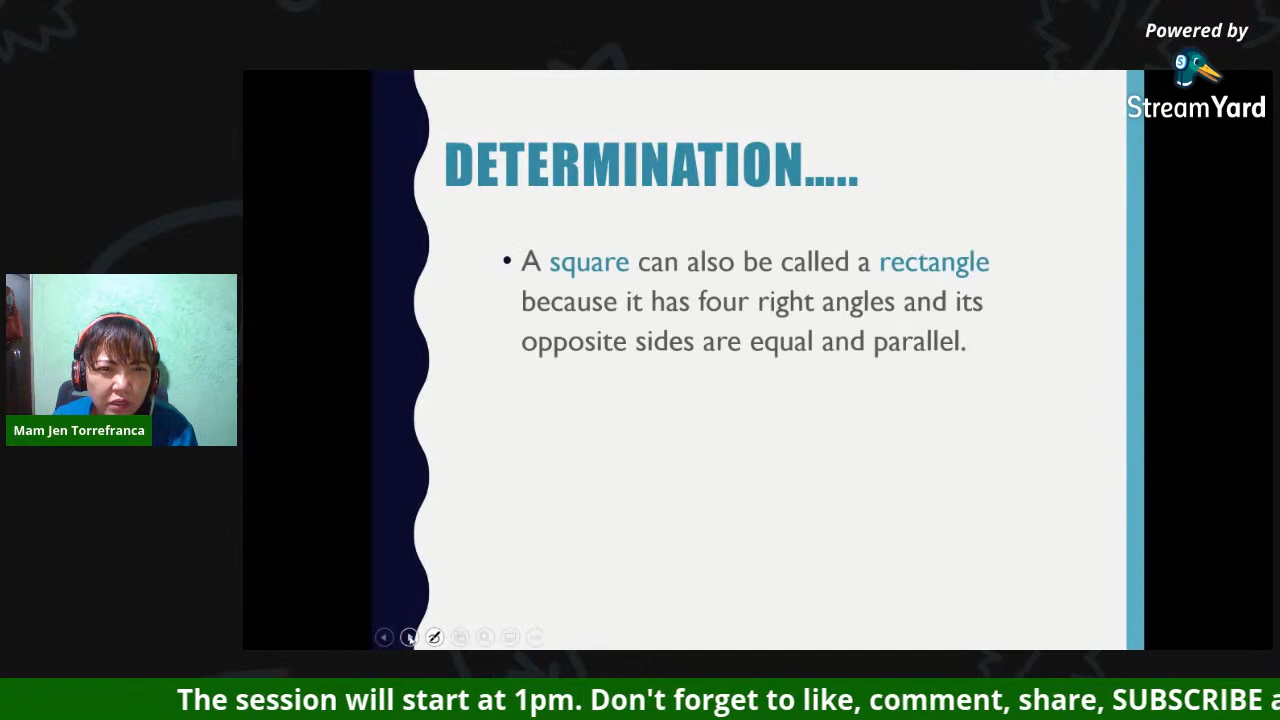 Powered by
StreamYard
DETERMINATION.....
• A square can also be called a rectangle
because it has four right angles and its
opposite sides are equal and parallel.
Mam Jen Torrefranca
The session will start at 1pm. Don't forget to like, comment, share, SUBSCRIBE a